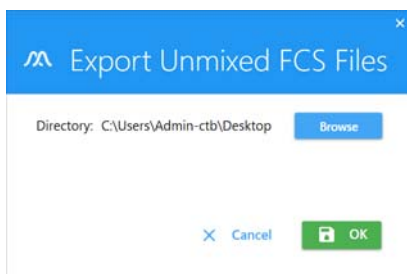 Export Unmixed FCS Files
Directory: C:\Users\Admin-ctb\Desktop Browse
Cancel OK